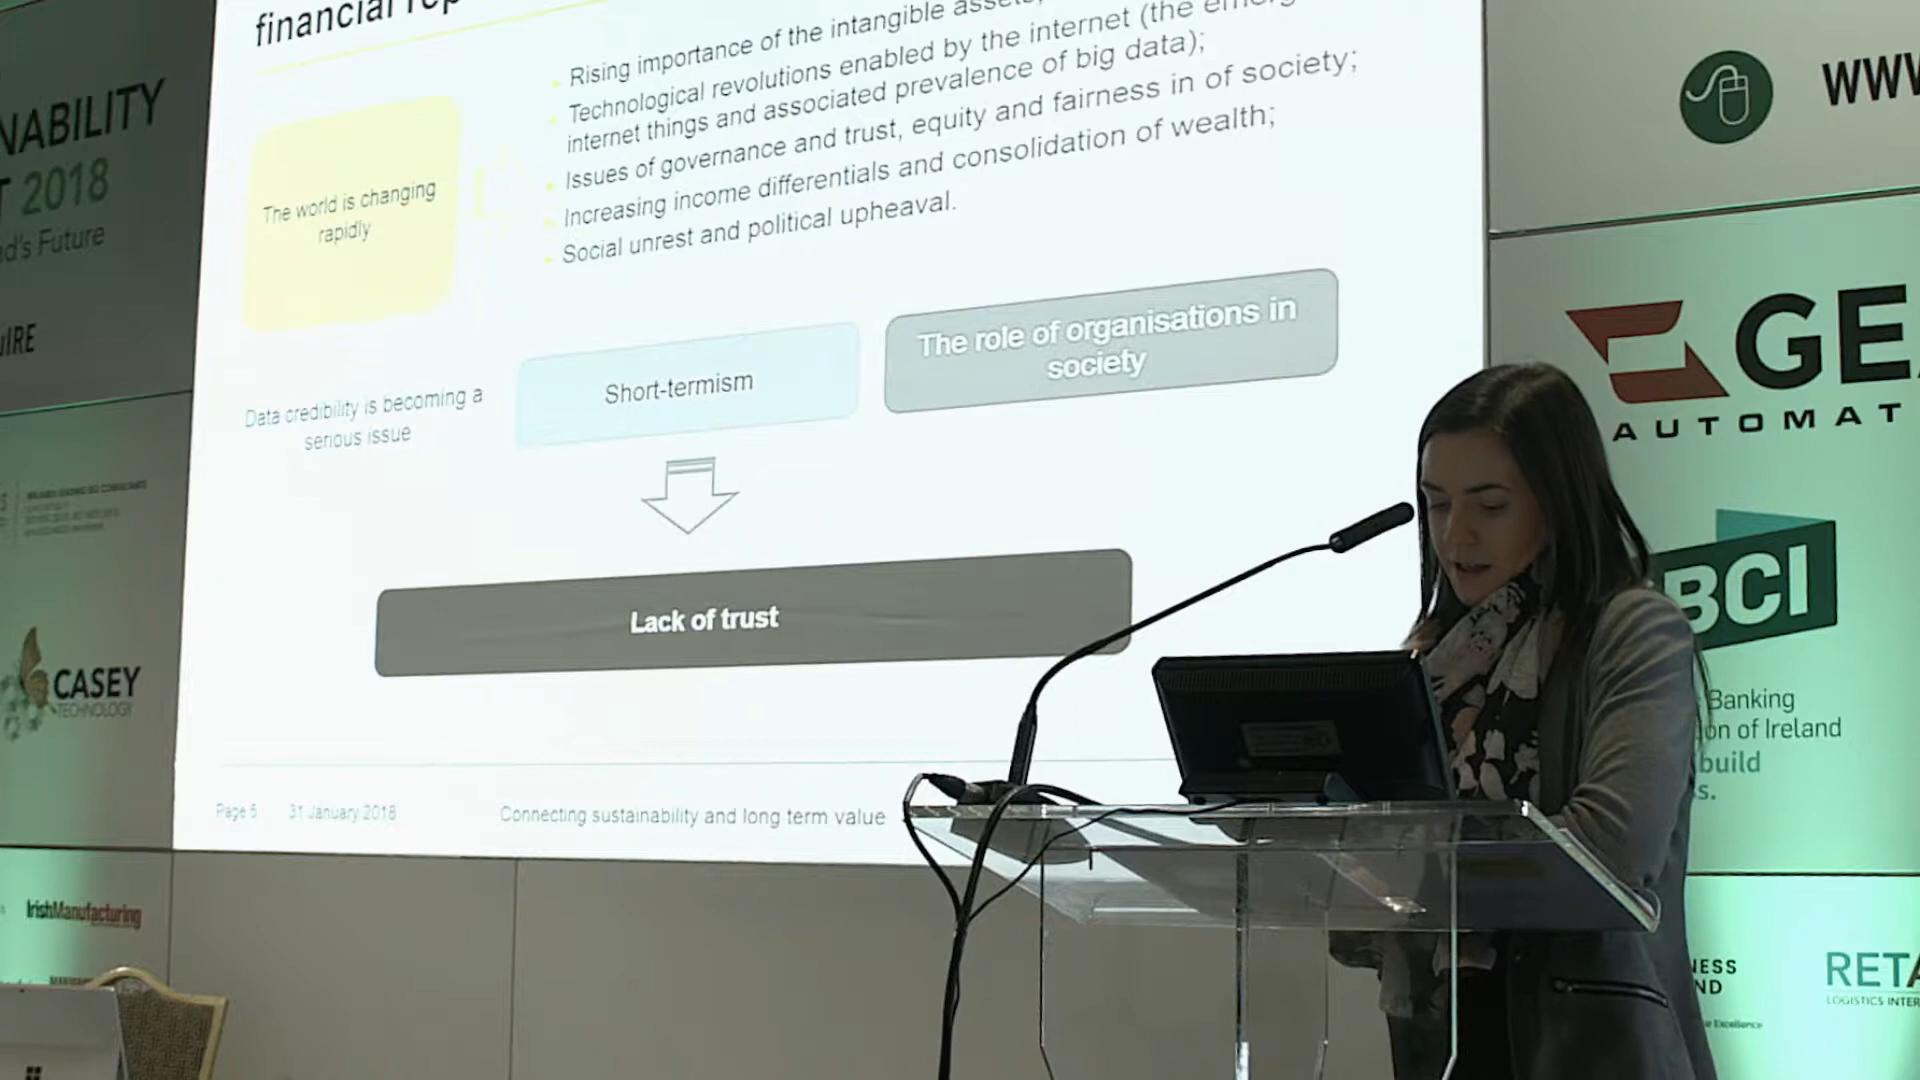 financial rep
Rising importance of the intangible assets
Technological revolutions enabled by the internet (the emerg
internet things and associated prevalence of big data);
Issues of governance and trust, equity and fairness in of society;
Increasing income differentials and consolidation of wealth;
Social unrest and political upheaval.
The world is changing
rapidly
Data credibility is becoming a
serious issue
Short-termism
The role of organisations in
society
Lack of trust
Page 5 31 January 2018 Connecting sustainability and long term value
NABILITY
T 2018
d's Future
uIRE
CASEY
TECHNOLOGY
IrishManufacturing
WWW
GE
AUTOMAT
BCI
Banking
on of Ireland
build
s.
NESS
ND
Excellence
RETA
LOGISTICS INTER